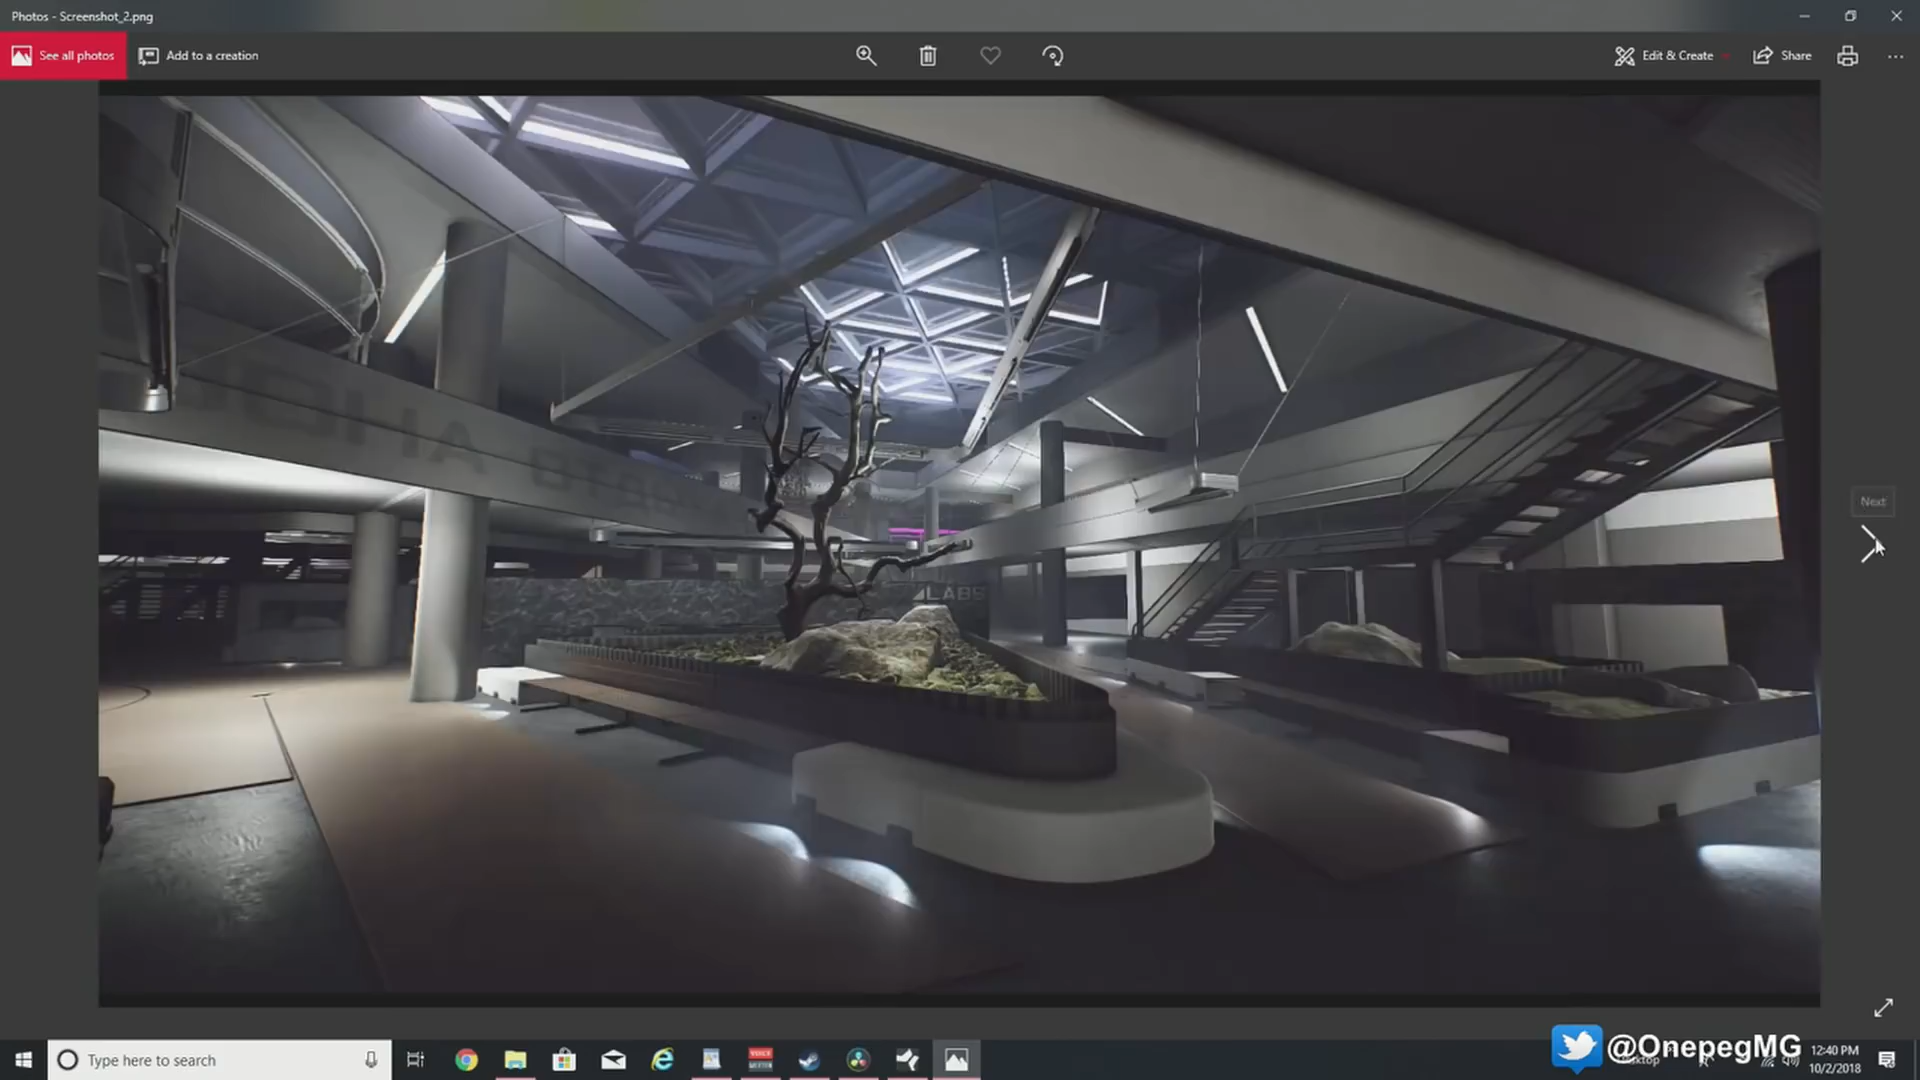 Photos - Screenshot_2.png
See all photos
Add to a creation
Edit & Create
Share
Next
LABS
Type here to search
@OnepegMG
12:40 PM
10/2/2018